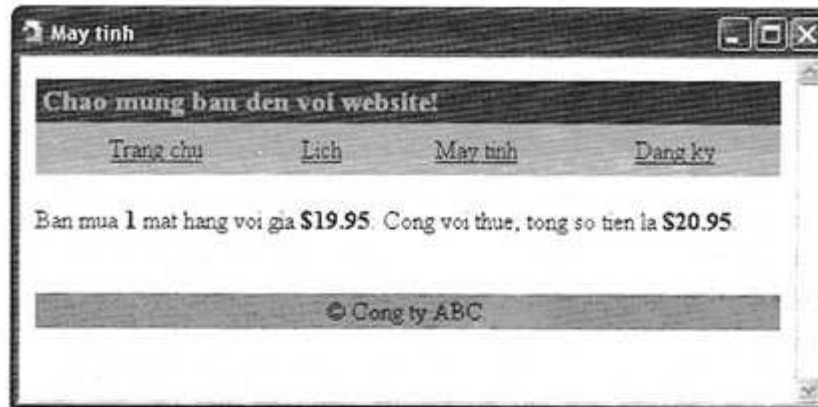 May tinh
Chao mung ban den voi website!
Trang chu Lich May tinh Dang ky
Ban mua 1 mat hang voi gia $19.95. Cong voi thue, tong so tien la $20.95.
© Cong ty ABC